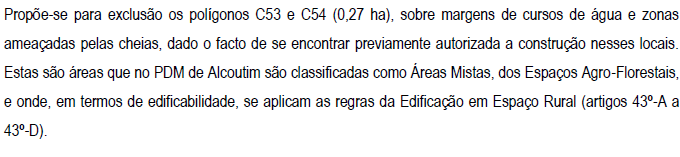 Propõe-se para exclusão os polígonos C53 e C54 (0,27 ha), sobre margens de cursos de água e zonas
ameaçadas pelas cheias, dado o facto de se encontrar previamente autorizada a construção nesses locais.
Estas são áreas que no PDM de Alcoutim são classificadas como Áreas Mistas, dos Espaços Agro-Florestais,
e onde, em termos de edificabilidade, se aplicam as regras da Edificação em Espaço Rural (artigos 43º-A a
43º-D).